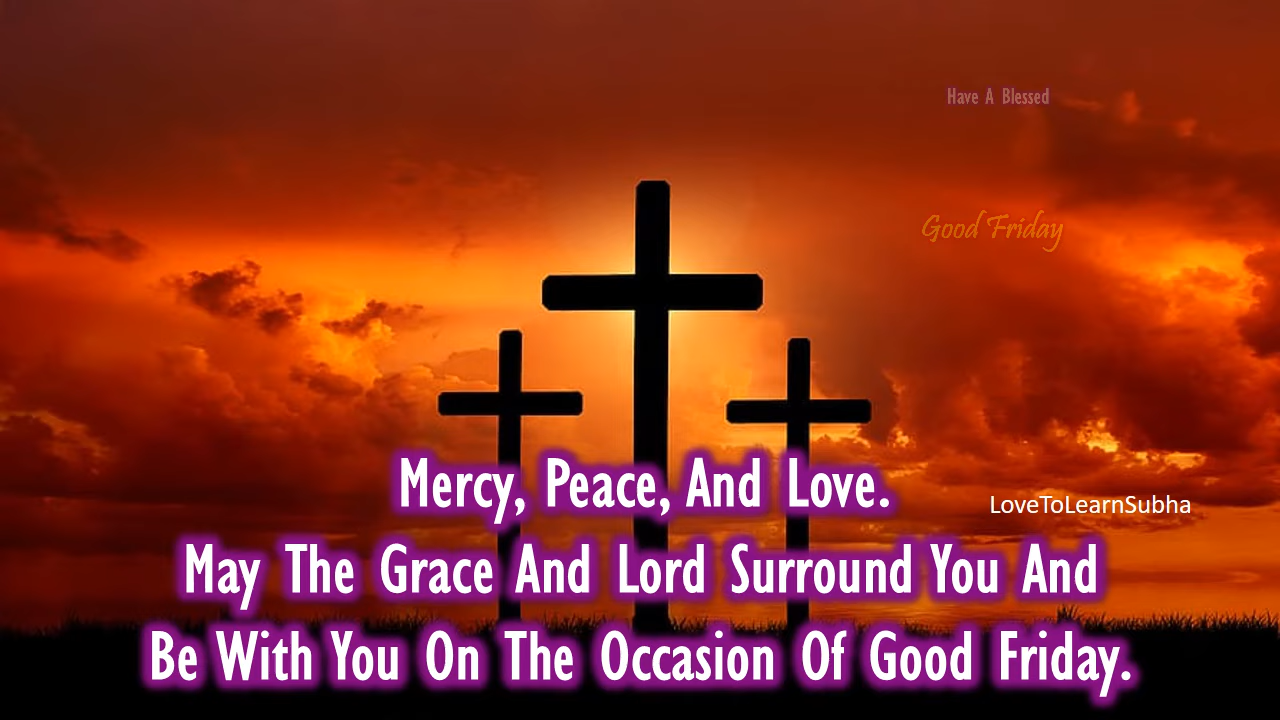 Have A Blessed
Good Friday
Mercy, Peace, And Love.
LoveToLearnSubha
May The Grace And Lord Surround You And
Be With You On The Occasion Of Good Friday.